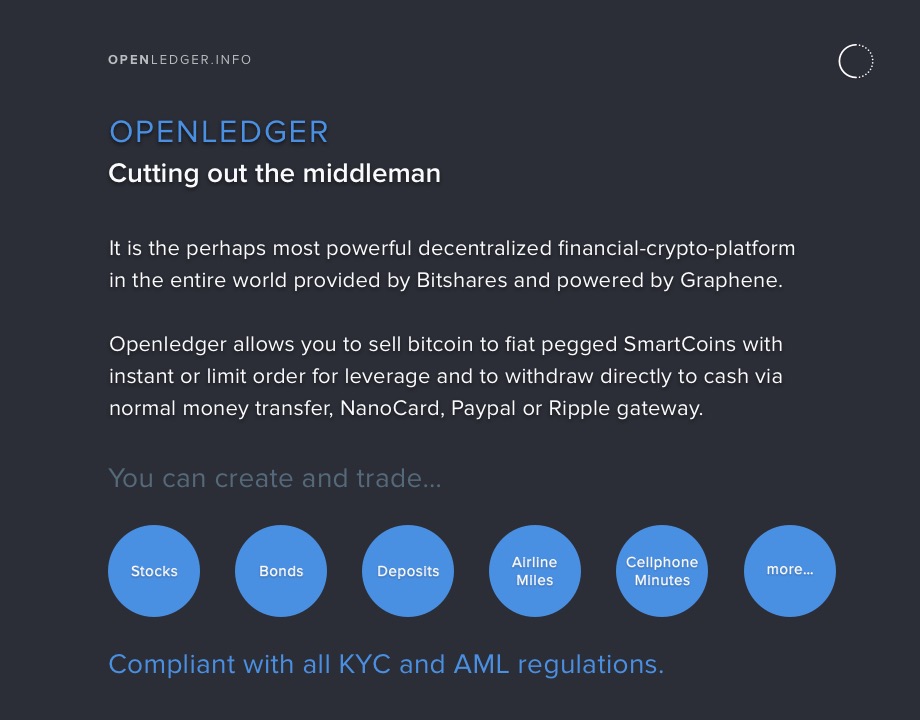 OPENLEDGER.INFO
OPENLEDGER
Cutting out the middleman
It is the perhaps most powerful decentralized financial-crypto-platform
in the entire world provided by Bitshares and powered by Graphene.
Openledger allows you to sell bitcoin to fiat pegged SmartCoins with
instant or limit order for leverage and to withdraw directly to cash via
normal money transfer, NanoCard, Paypal or Ripple gateway.
You can create and trade...
Stocks
Bonds
Deposits
Airline
Miles
Cellphone
Minutes
more...
Compliant with all KYC and AML regulations.